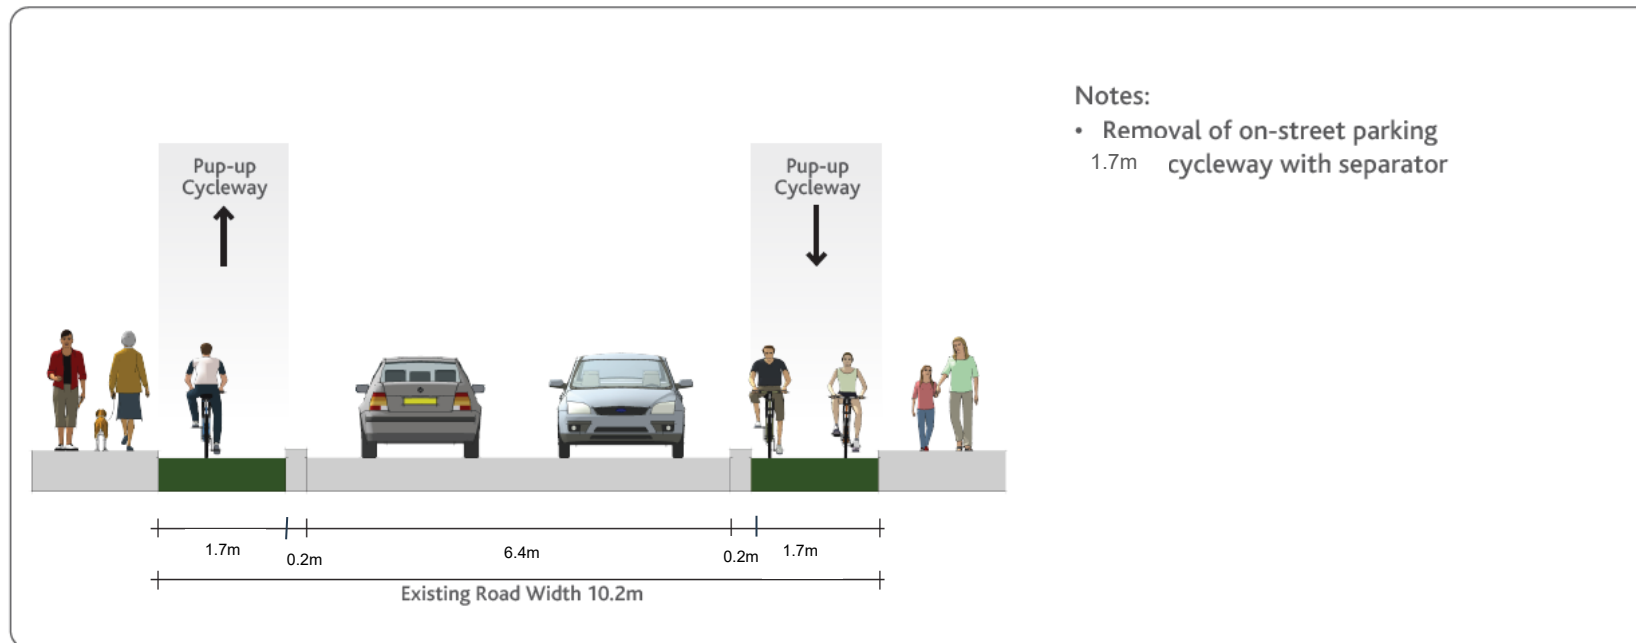 Notes:
• Removal of on-street parking
1.7m cycleway with separator
Pup-up
Cycleway
Pup-up
Cycleway
1.7m
0.2m
6.4m
0.2m
1.7m
Existing Road Width 10.2m